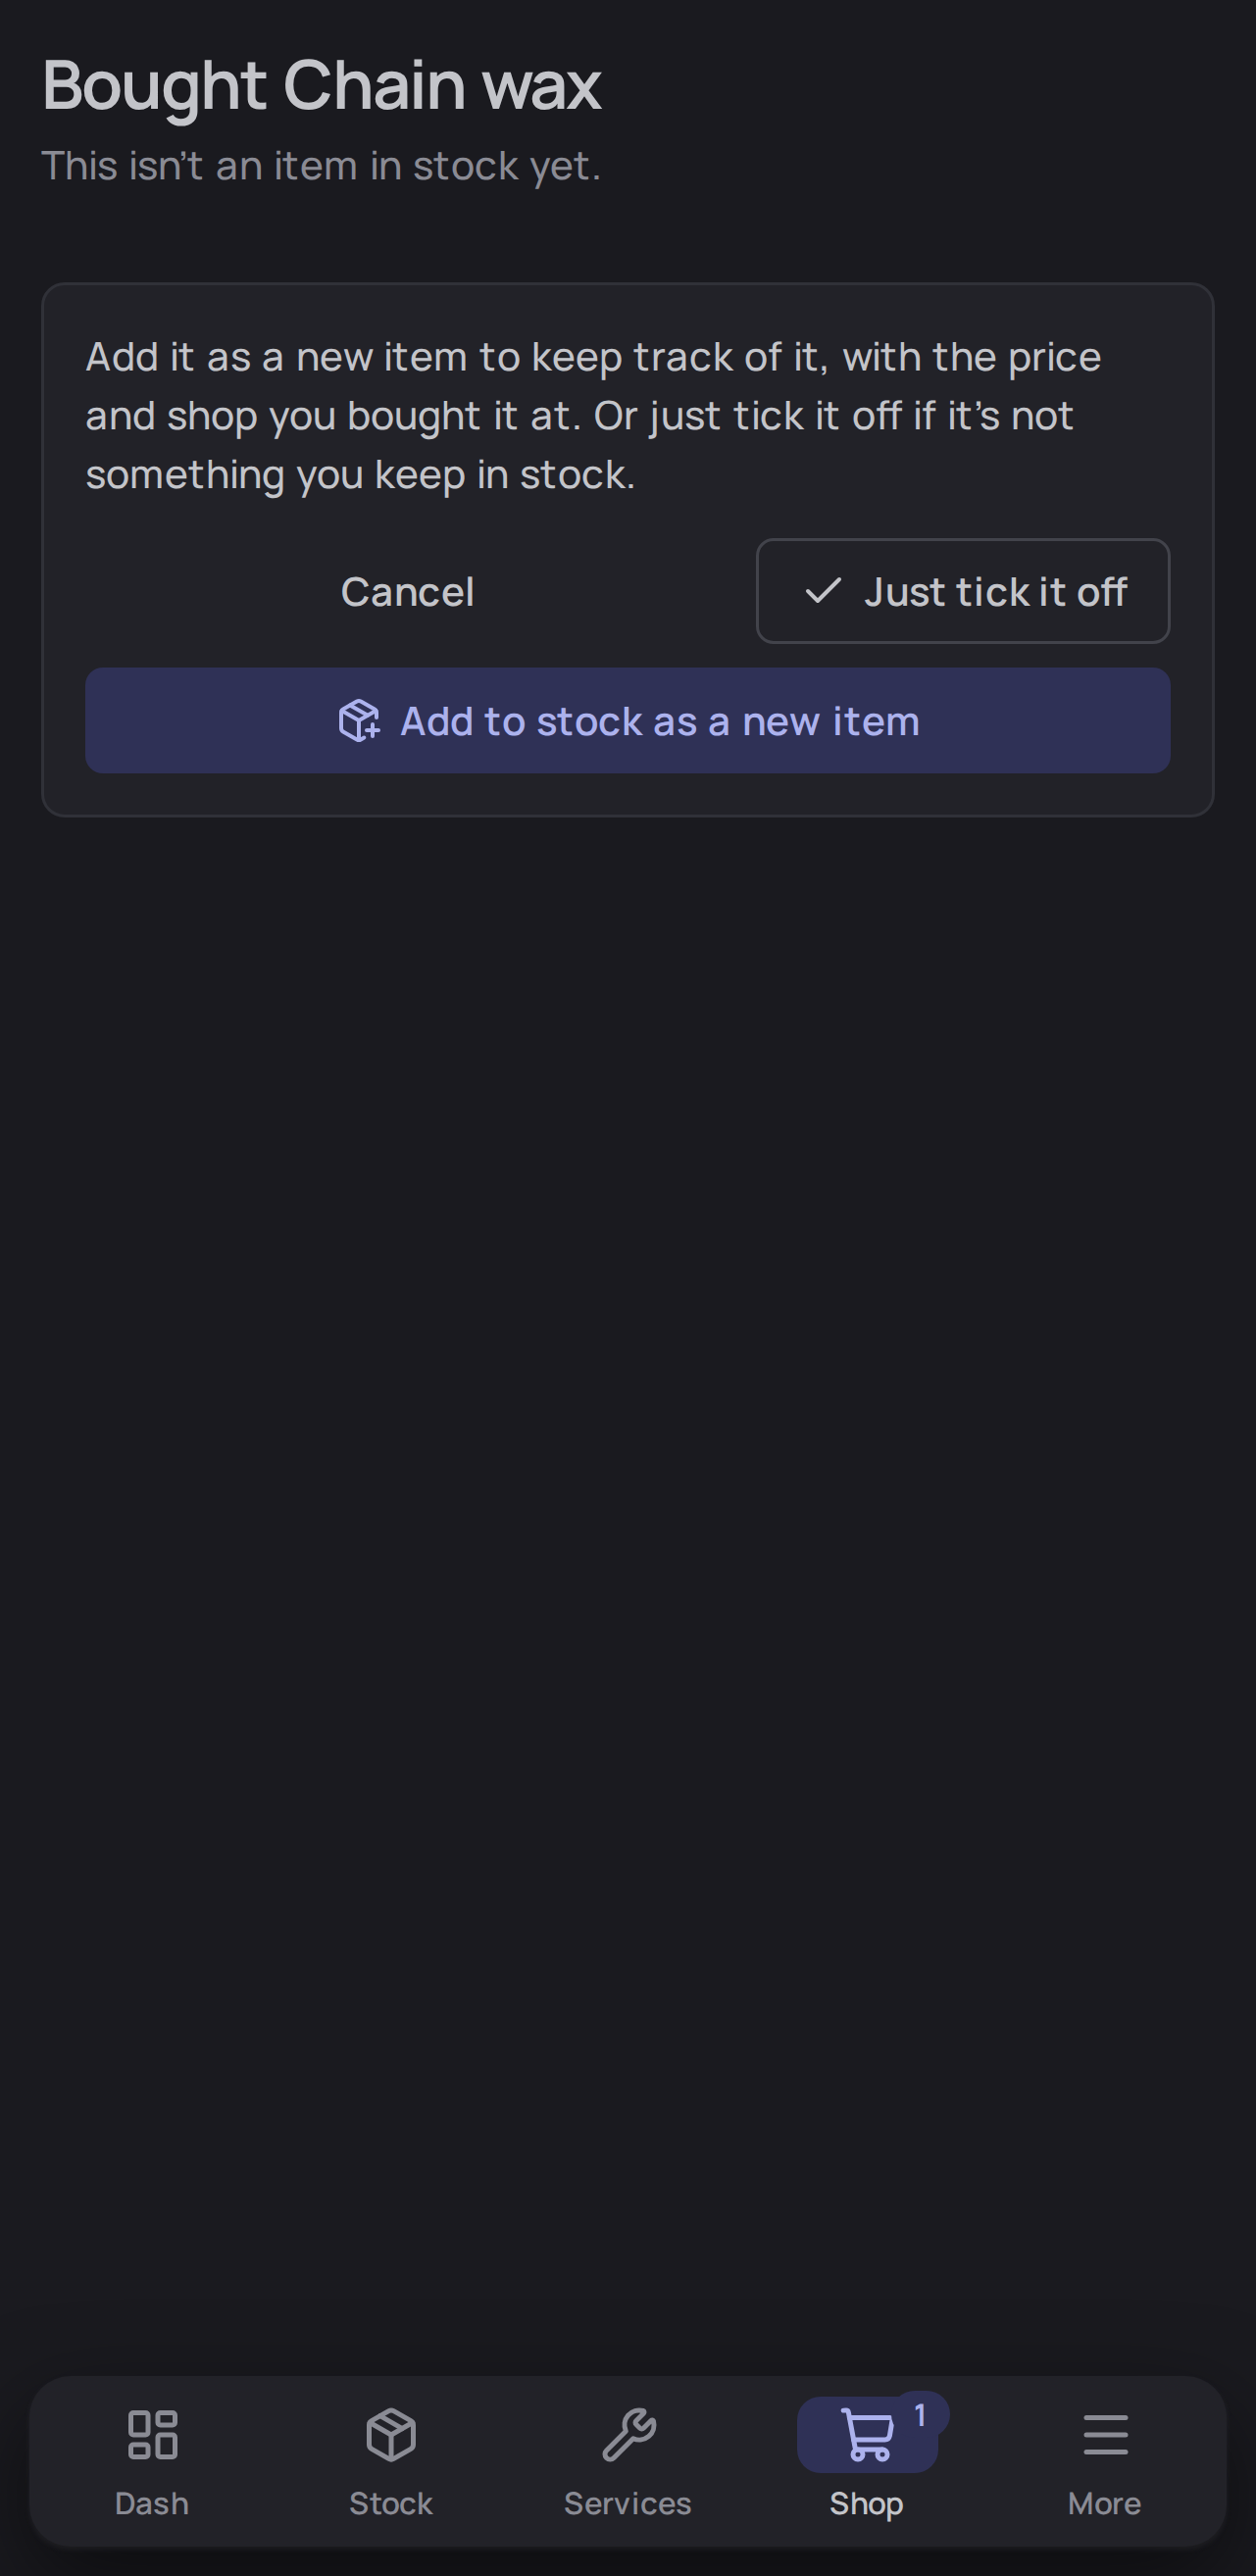 Bought Chain wax
This isn’t an item in stock yet.
Add it as a new item to keep track of it, with the price
and shop you bought it at. Or just tick it off if it’s not
something you keep in stock.
Cancel
Just tick it off
Add to stock as a new item
1
Dash
Stock
Services
Shop
More